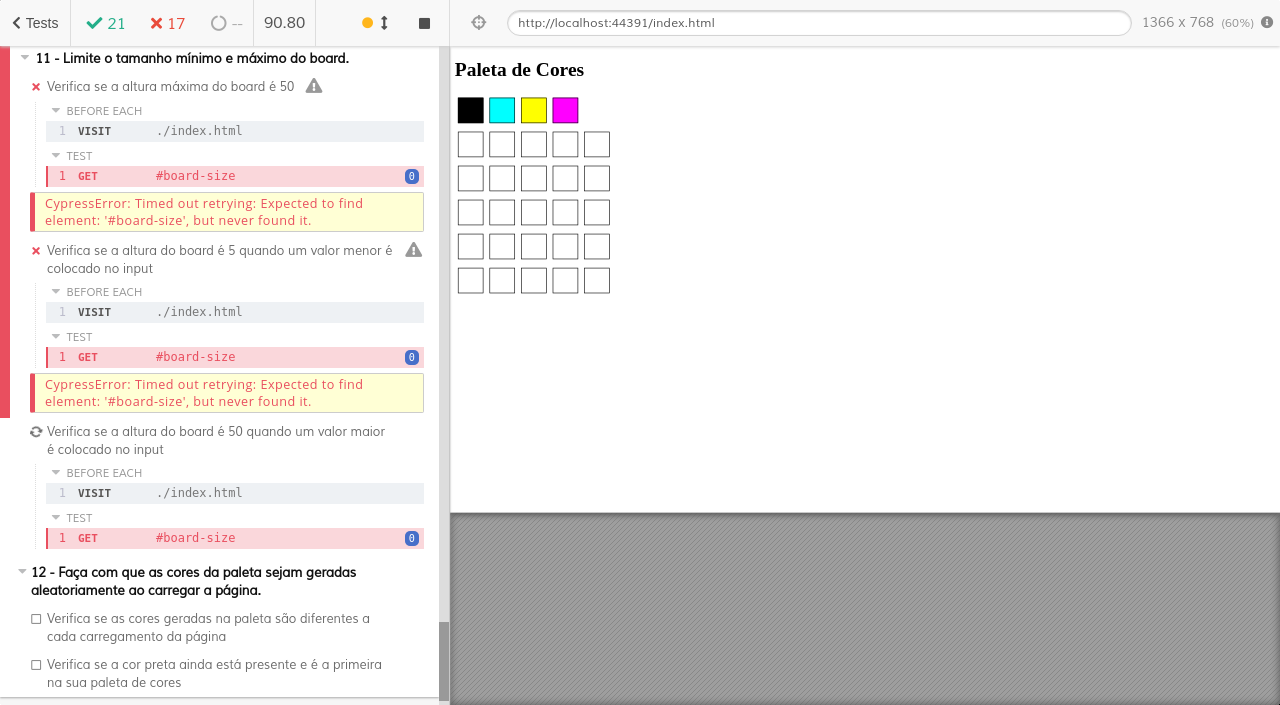 Tests 21 17 -- 90.80
http://localhost:44391/index.html 1366 x 768 (60%)
11 - Limite o tamanho mínimo e máximo do board.
Verifica se a altura máxima do board é 50
BEFORE EACH
1 VISIT ./index.html
TEST
1 GET #board-size 0
CypressError: Timed out retrying: Expected to find
element: '#board-size', but never found it.
Verifica se a altura do board é 5 quando um valor menor é
colocado no input
BEFORE EACH
1 VISIT ./index.html
TEST
1 GET #board-size 0
CypressError: Timed out retrying: Expected to find
element: '#board-size', but never found it.
Verifica se a altura do board é 50 quando um valor maior
é colocado no input
BEFORE EACH
1 VISIT ./index.html
TEST
1 GET #board-size 0
12 - Faça com que as cores da paleta sejam geradas
aleatoriamente ao carregar a página.
Verifica se as cores geradas na paleta são diferentes a
cada carregamento da página
Verifica se a cor preta ainda está presente e é a primeira
na sua paleta de cores
Paleta de Cores